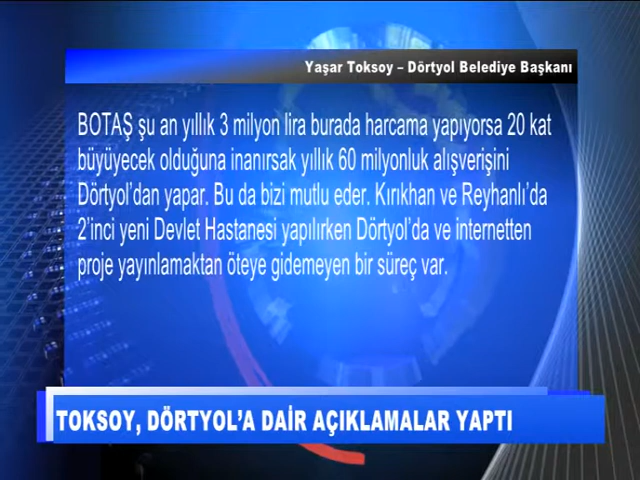 Yaşar Toksoy – Dörtyol Belediye Başkanı
BOTAŞ şu an yıllık 3 milyon lira burada harcama yapıyorsa 20 kat
büyüyecek olduğuna inanırsak yıllık 60 milyonluk alışverişini
Dörtyol'dan yapar. Bu da bizi mutlu eder. Kırıkhan ve Reyhanlı'da
2'inci yeni Devlet Hastanesi yapılırken Dörtyol'da ve internetten
proje yayınlamaktan öteye gidemeyen bir süreç var.
TOKSOY, DÖRTYOL'A DAİR AÇIKLAMALAR YAPTI